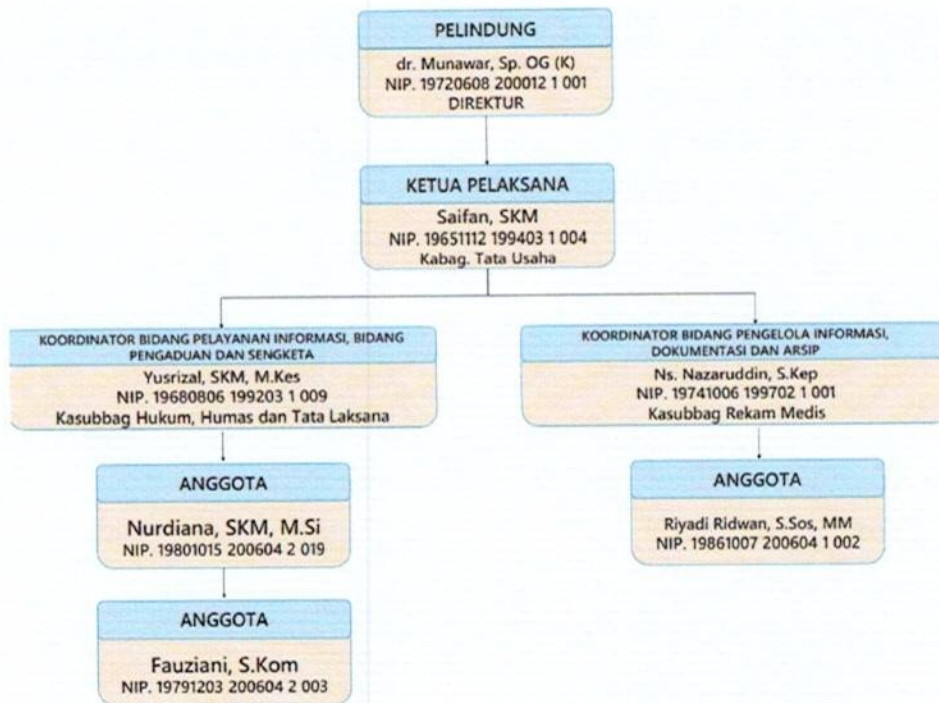 PELINDUNG
dr. Munawar, Sp. OG (K)
NIP. 19720608 200012 1 001
DIREKTUR
KETUA PELAKSANA
Saifan, SKM
NIP. 19651112 199403 1 004
Kabag. Tata Usaha
KOORDINATOR BIDANG PELAYANAN INFORMASI, BIDANG
PENGADUAN DAN SENGKETA
Yusrizal, SKM, M.Kes
NIP. 19680806 199203 1 009
Kasubbag Hukum, Humas dan Tata Laksana
ANGGOTA
Nurdiana, SKM, M.Si
NIP. 19801015 200604 2 019
ANGGOTA
Fauziani, S.Kom
NIP. 19791203 200604 2 003
KOORDINATOR BIDANG PENGELOLA INFORMASI,
DOKUMENTASI DAN ARSIP
Ns. Nazaruddin, S.Kep
NIP. 19741006 199702 1 001
Kasubbag Rekam Medis
ANGGOTA
Riyadi Ridwan, S.Sos, MM
NIP. 19861007 200604 1 002